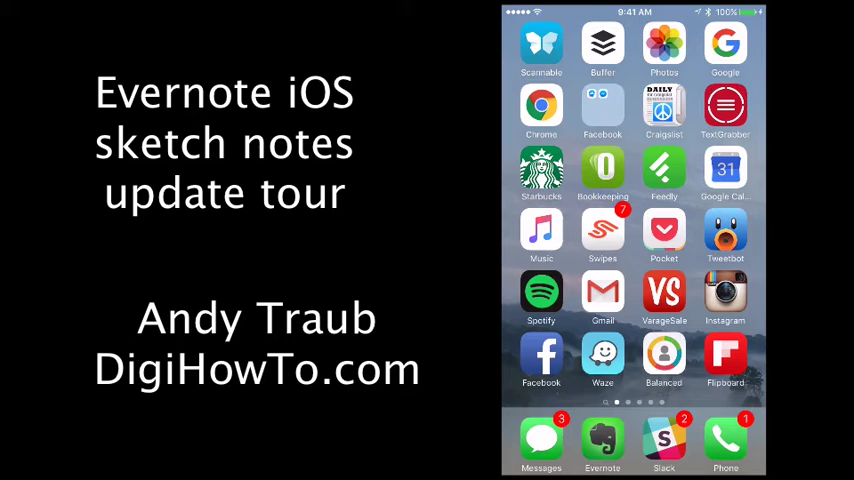 Evernote iOS
sketch notes
update tour
Andy Traub
DigiHowTo.com
9:41 AM 100%
Scannable Buffer Photos Google
DAILY
Chrome Facebook Craigslist TextGrabber
31
Starbucks Bookkeeping Feedly Google Cal...
7
Music Swipes Pocket Tweetbot
VS
Spotify Gmail VarageSale Instagram
Facebook Waze Balanced Flipboard
3 2 1
Messages Evernote Slack Phone